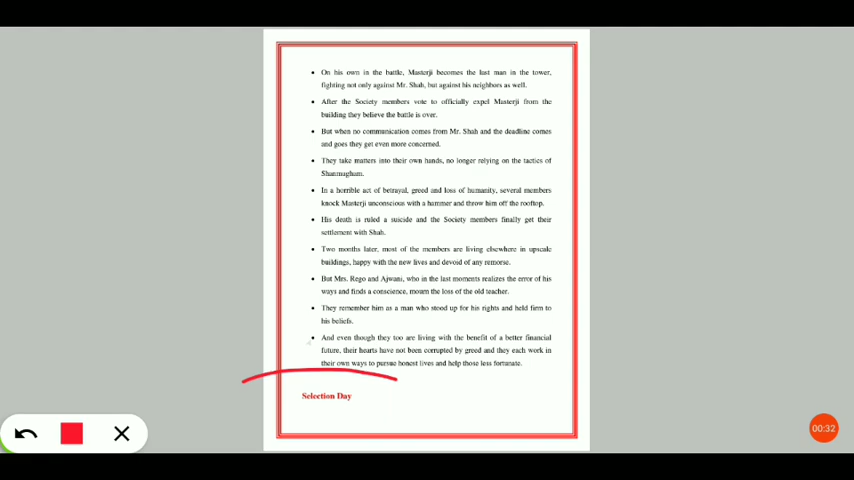 On his own in the battle, Masterji becomes the last man in the tower,
fighting not only against Mr. Shah, but against his neighbors as well.
After the Society members vote to officially expel Masterji from the
building they believe the battle is over.
But when no communication comes from Mr. Shah and the deadline comes
and goes they get even more concerned.
They take matters into their own hands, no longer relying on the tactics of
Shanmugham.
In a horrible act of betrayal, greed and loss of humanity, several members
knock Masterji unconscious with a hammer and throw him off the rooftop.
His death is ruled a suicide and the Society members finally get their
settlement with Shah.
Two months later, most of the members are living elsewhere in upscale
buildings, happy with the new lives and devoid of any remorse.
But Mrs. Rego and Ajwani, who in the last moments realizes the error of his
ways and finds a conscience, mourn the loss of the old teacher.
They remember him as a man who stood up for his rights and held firm to
his beliefs.
And even though they too are living with the benefit of a better financial
future, their hearts have not been corrupted by greed and they each work in
their own ways to pursue honest lives and help those less fortunate.
Selection Day
00:32